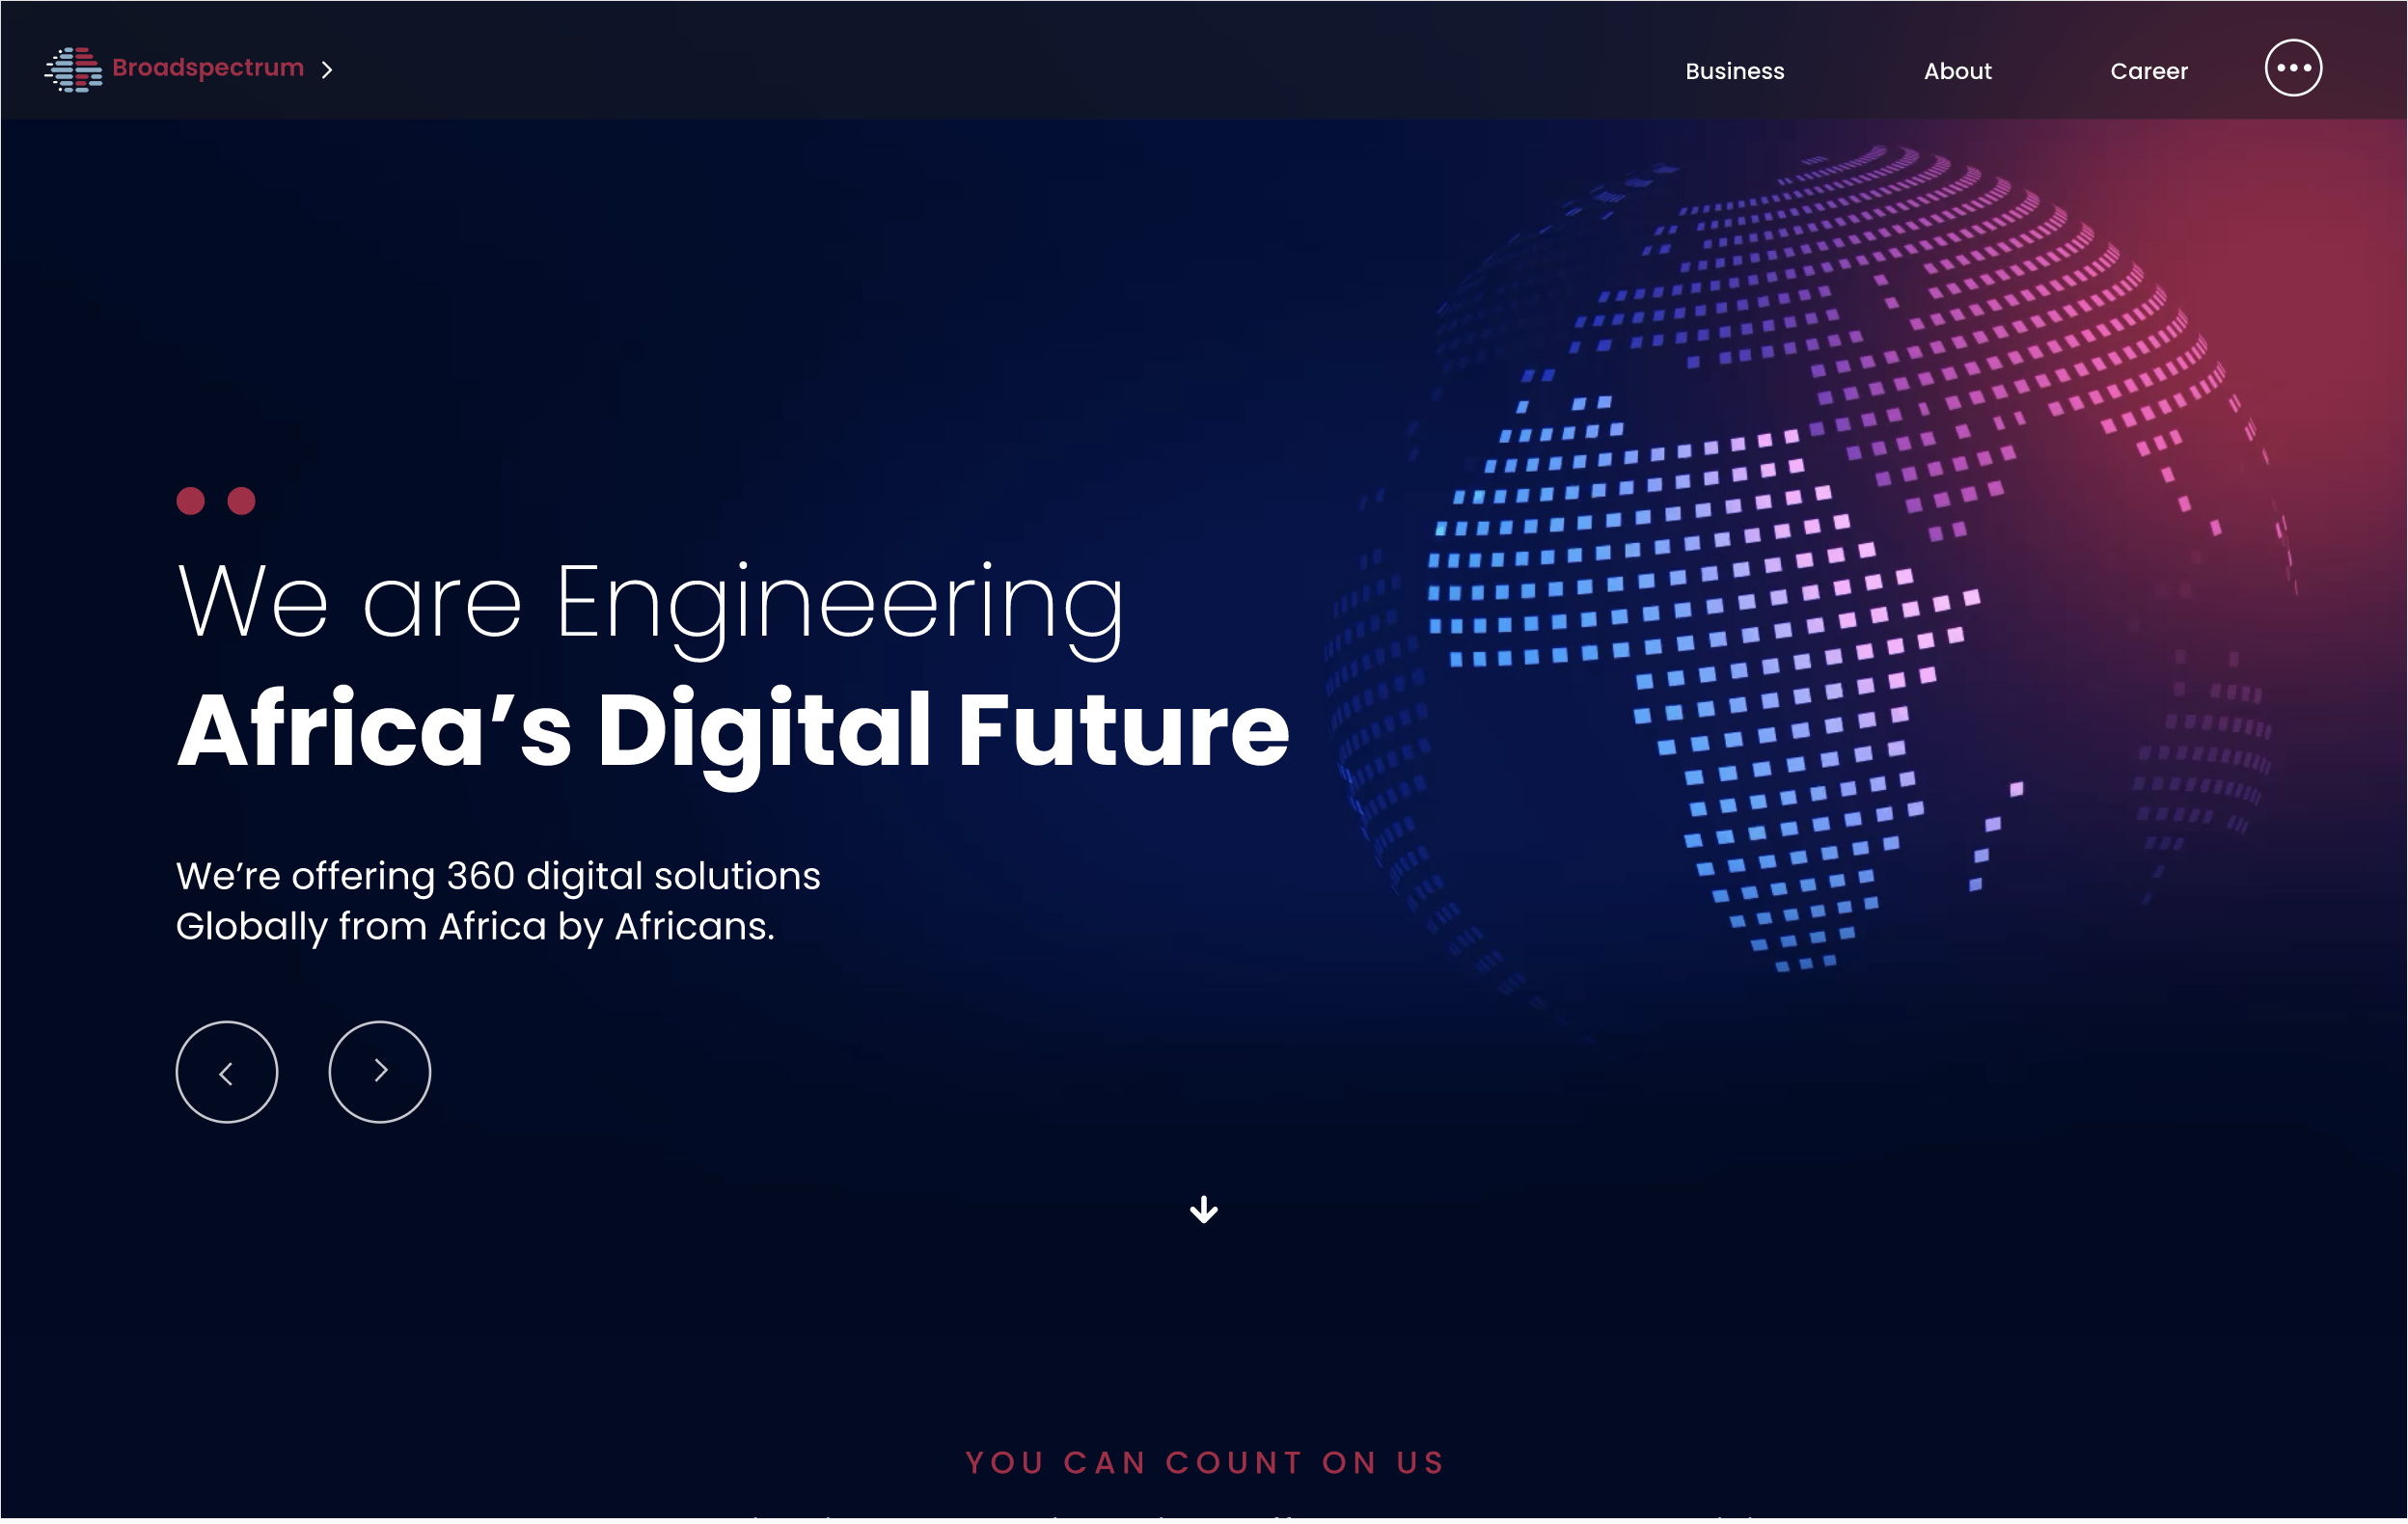 Broadspectrum
Business
About
Career
We are Engineering
Africa’s Digital Future
We’re offering 360 digital solutions
Globally from Africa by Africans.
YOU CAN COUNT ON US